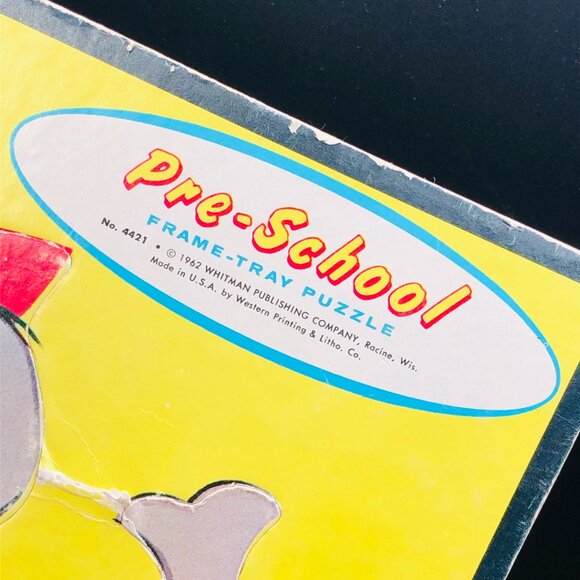 Pre-School
FRAME-TRAY PUZZLE
No. 4421 • © 1962 WHITMAN PUBLISHING COMPANY, Racine, Wis.
Made in U.S.A. by Western Printing & Litho. Co.